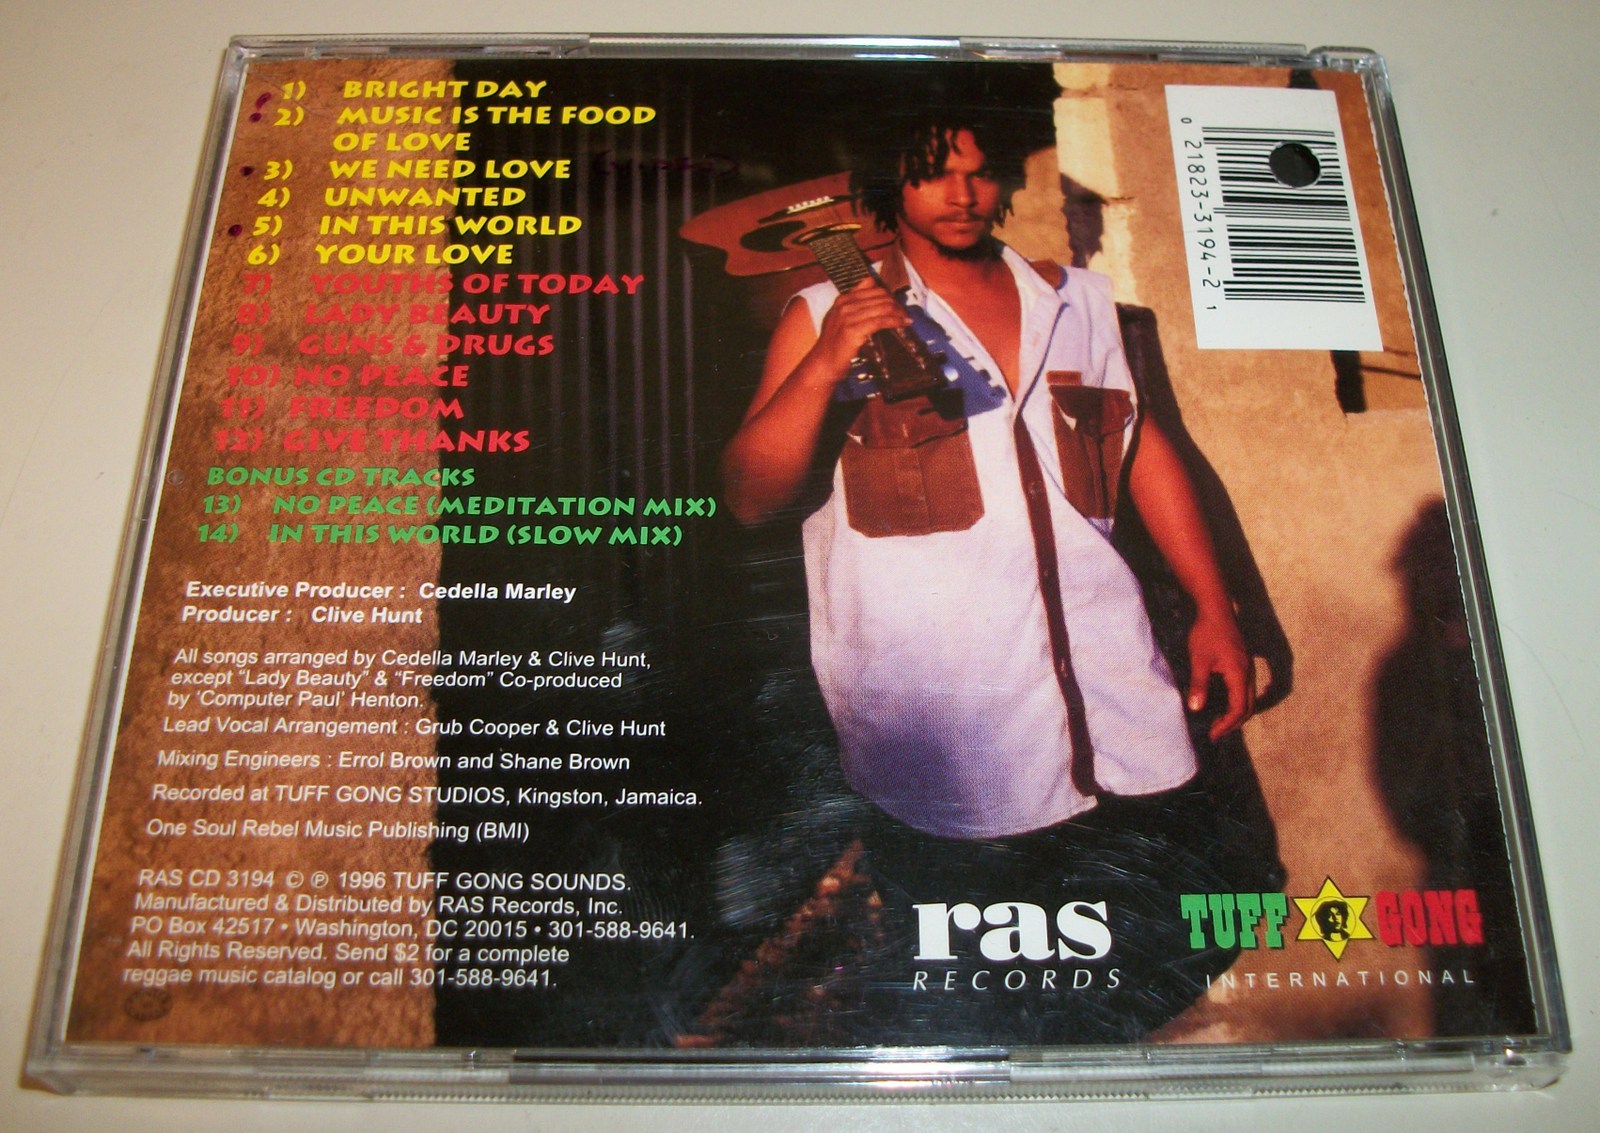 1) BRIGHT DAY
2) MUSIC IS THE FOOD
OF LOVE
3) WE NEED LOVE
4) UNWANTED
5) IN THIS WORLD
6) YOUR LOVE
7) YOUTHS OF TODAY
8) LADY BEAUTY
9) GUNS & DRUGS
10) NO PEACE
11) FREEDOM
12) GIVE THANKS
BONUS CD TRACKS
13) NO PEACE (MEDITATION MIX)
14) IN THIS WORLD (SLOW MIX)
Executive Producer : Cedella Marley
Producer : Clive Hunt
All songs arranged by Cedella Marley & Clive Hunt,
except "Lady Beauty" & "Freedom" Co-produced
by 'Computer Paul' Henton.
Lead Vocal Arrangement : Grub Cooper & Clive Hunt
Mixing Engineers : Errol Brown and Shane Brown
Recorded at TUFF GONG STUDIOS, Kingston, Jamaica.
One Soul Rebel Music Publishing (BMI)
RAS CD 3194 © ℗ 1996 TUFF GONG SOUNDS.
Manufactured & Distributed by RAS Records, Inc.
PO Box 42517 • Washington, DC 20015 • 301-588-9641.
All Rights Reserved. Send $2 for a complete
reggae music catalog or call 301-588-9641.
0 21823-3194-2 1
ras
RECORDS
TUFF GONG
INTERNATIONAL